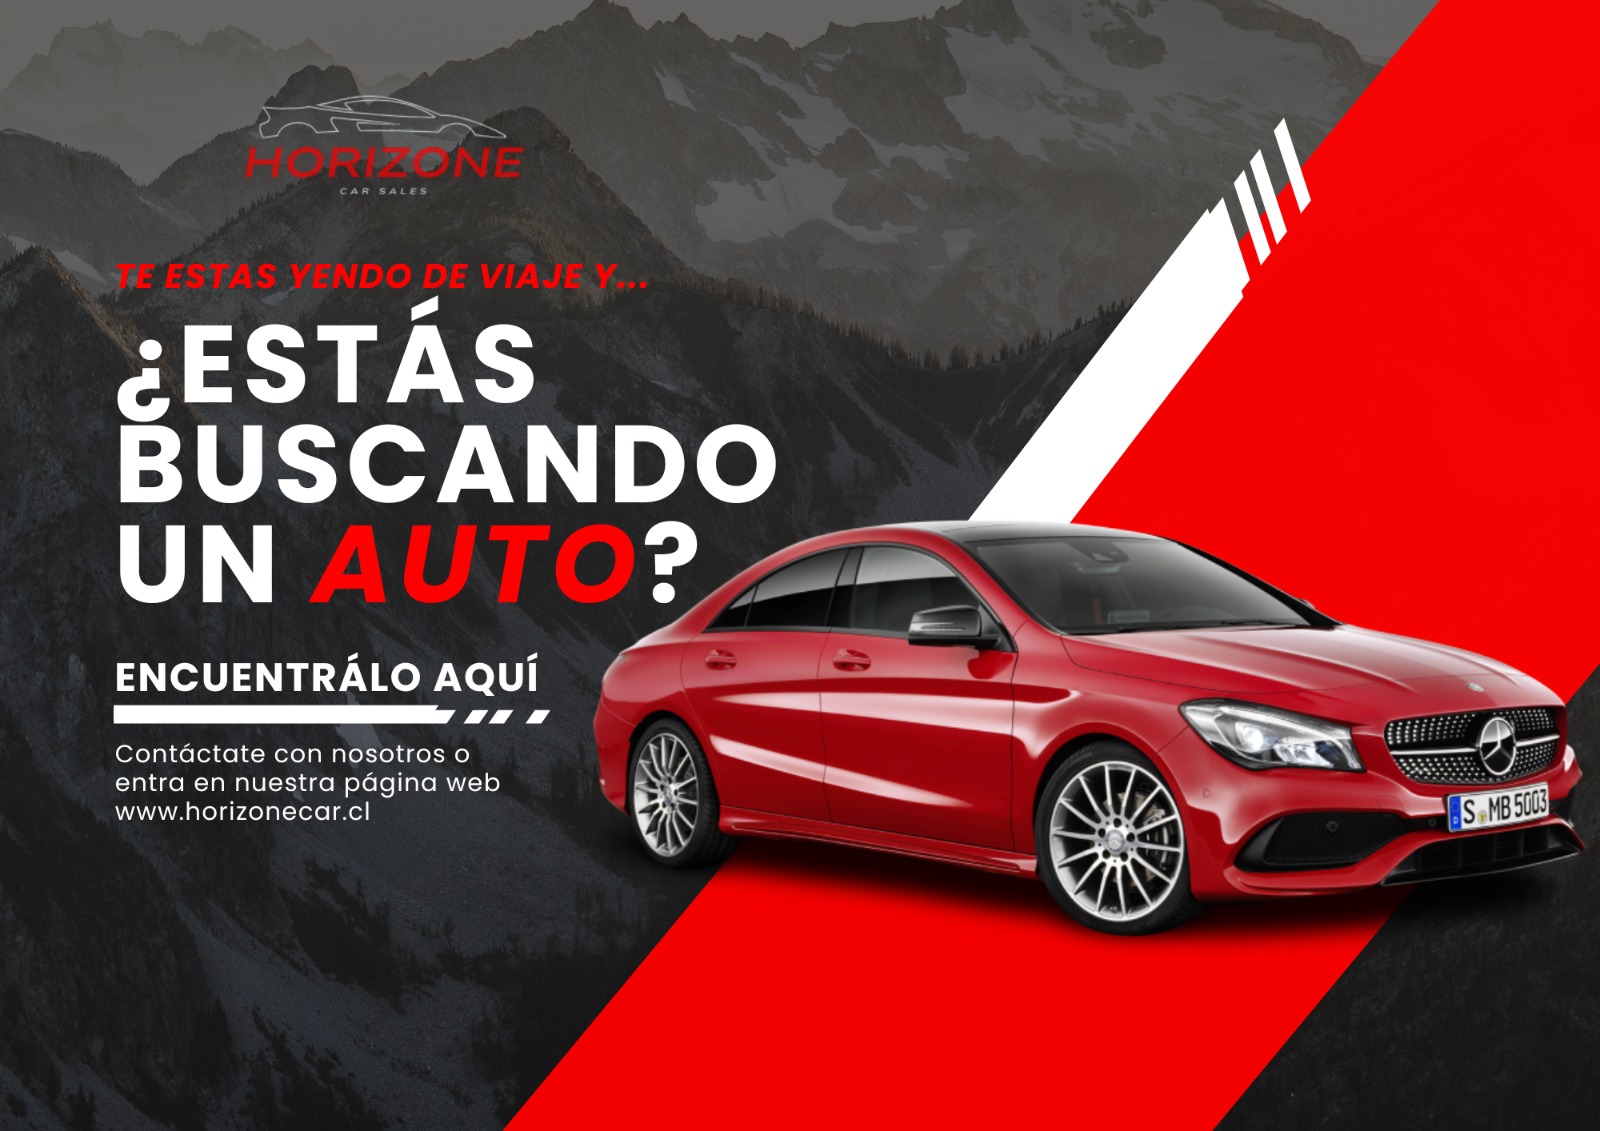 HORIZONE
CAR SALES
TE ESTAS YENDO DE VIAJE Y...
¿ESTÁS
BUSCANDO
UN AUTO?
ENCUENTRÁLO AQUÍ
Contáctate con nosotros o
entra en nuestra página web
www.horizonecar.cl
S MB 5003